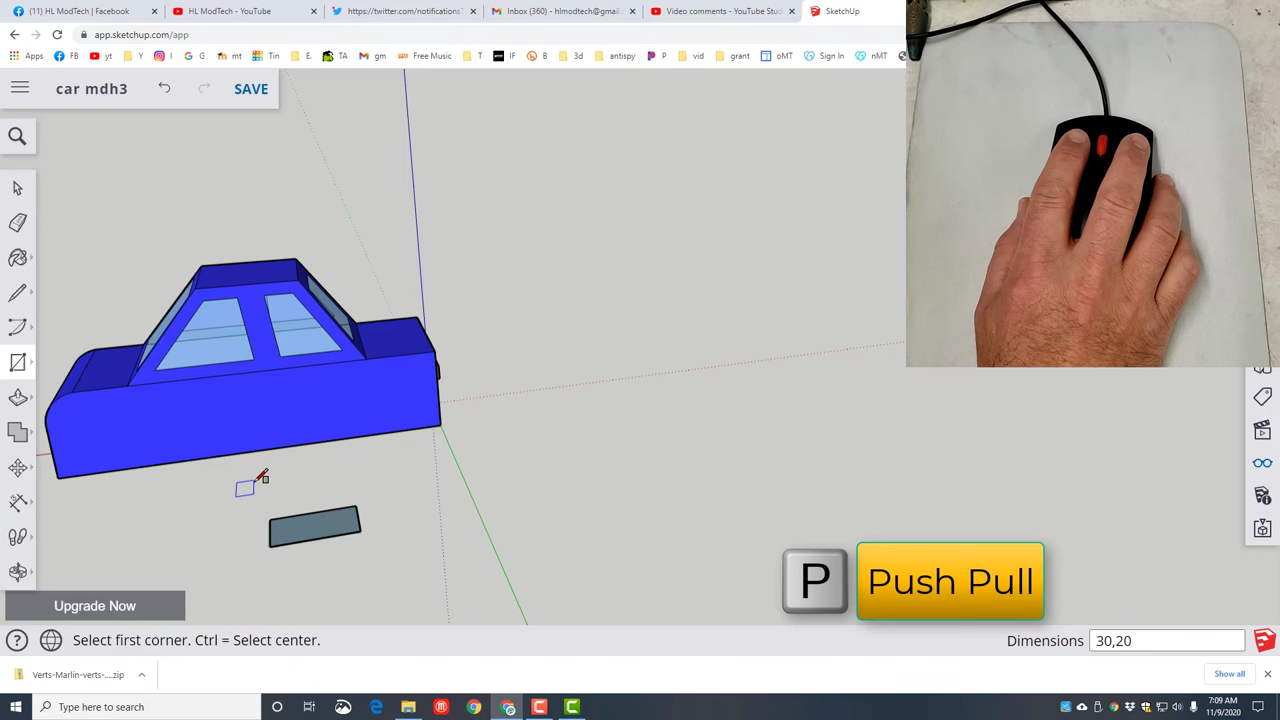 (11) HL ModTech | Facebook
HL ModTech - YouTube
https://twitter.com/notifications
Inbox (360) - hlmodtech@gmail.
Video comments - YouTube Stud
SketchUp
app.sketchup.com/app
Apps
FB
yt
I
G
mt
Tin
E.
TA
gm
Free Music
T
IF
B
3d
antispy
P
vid
grant
oMT
Sign In
nMT
car mdh3
SAVE
P
Push Pull
Upgrade Now
Select first corner. Ctrl = Select center.
Dimensions
30,20
Verts-Marlin-verts-....zip
Show all
Type here to search
7:09 AM
11/9/2020